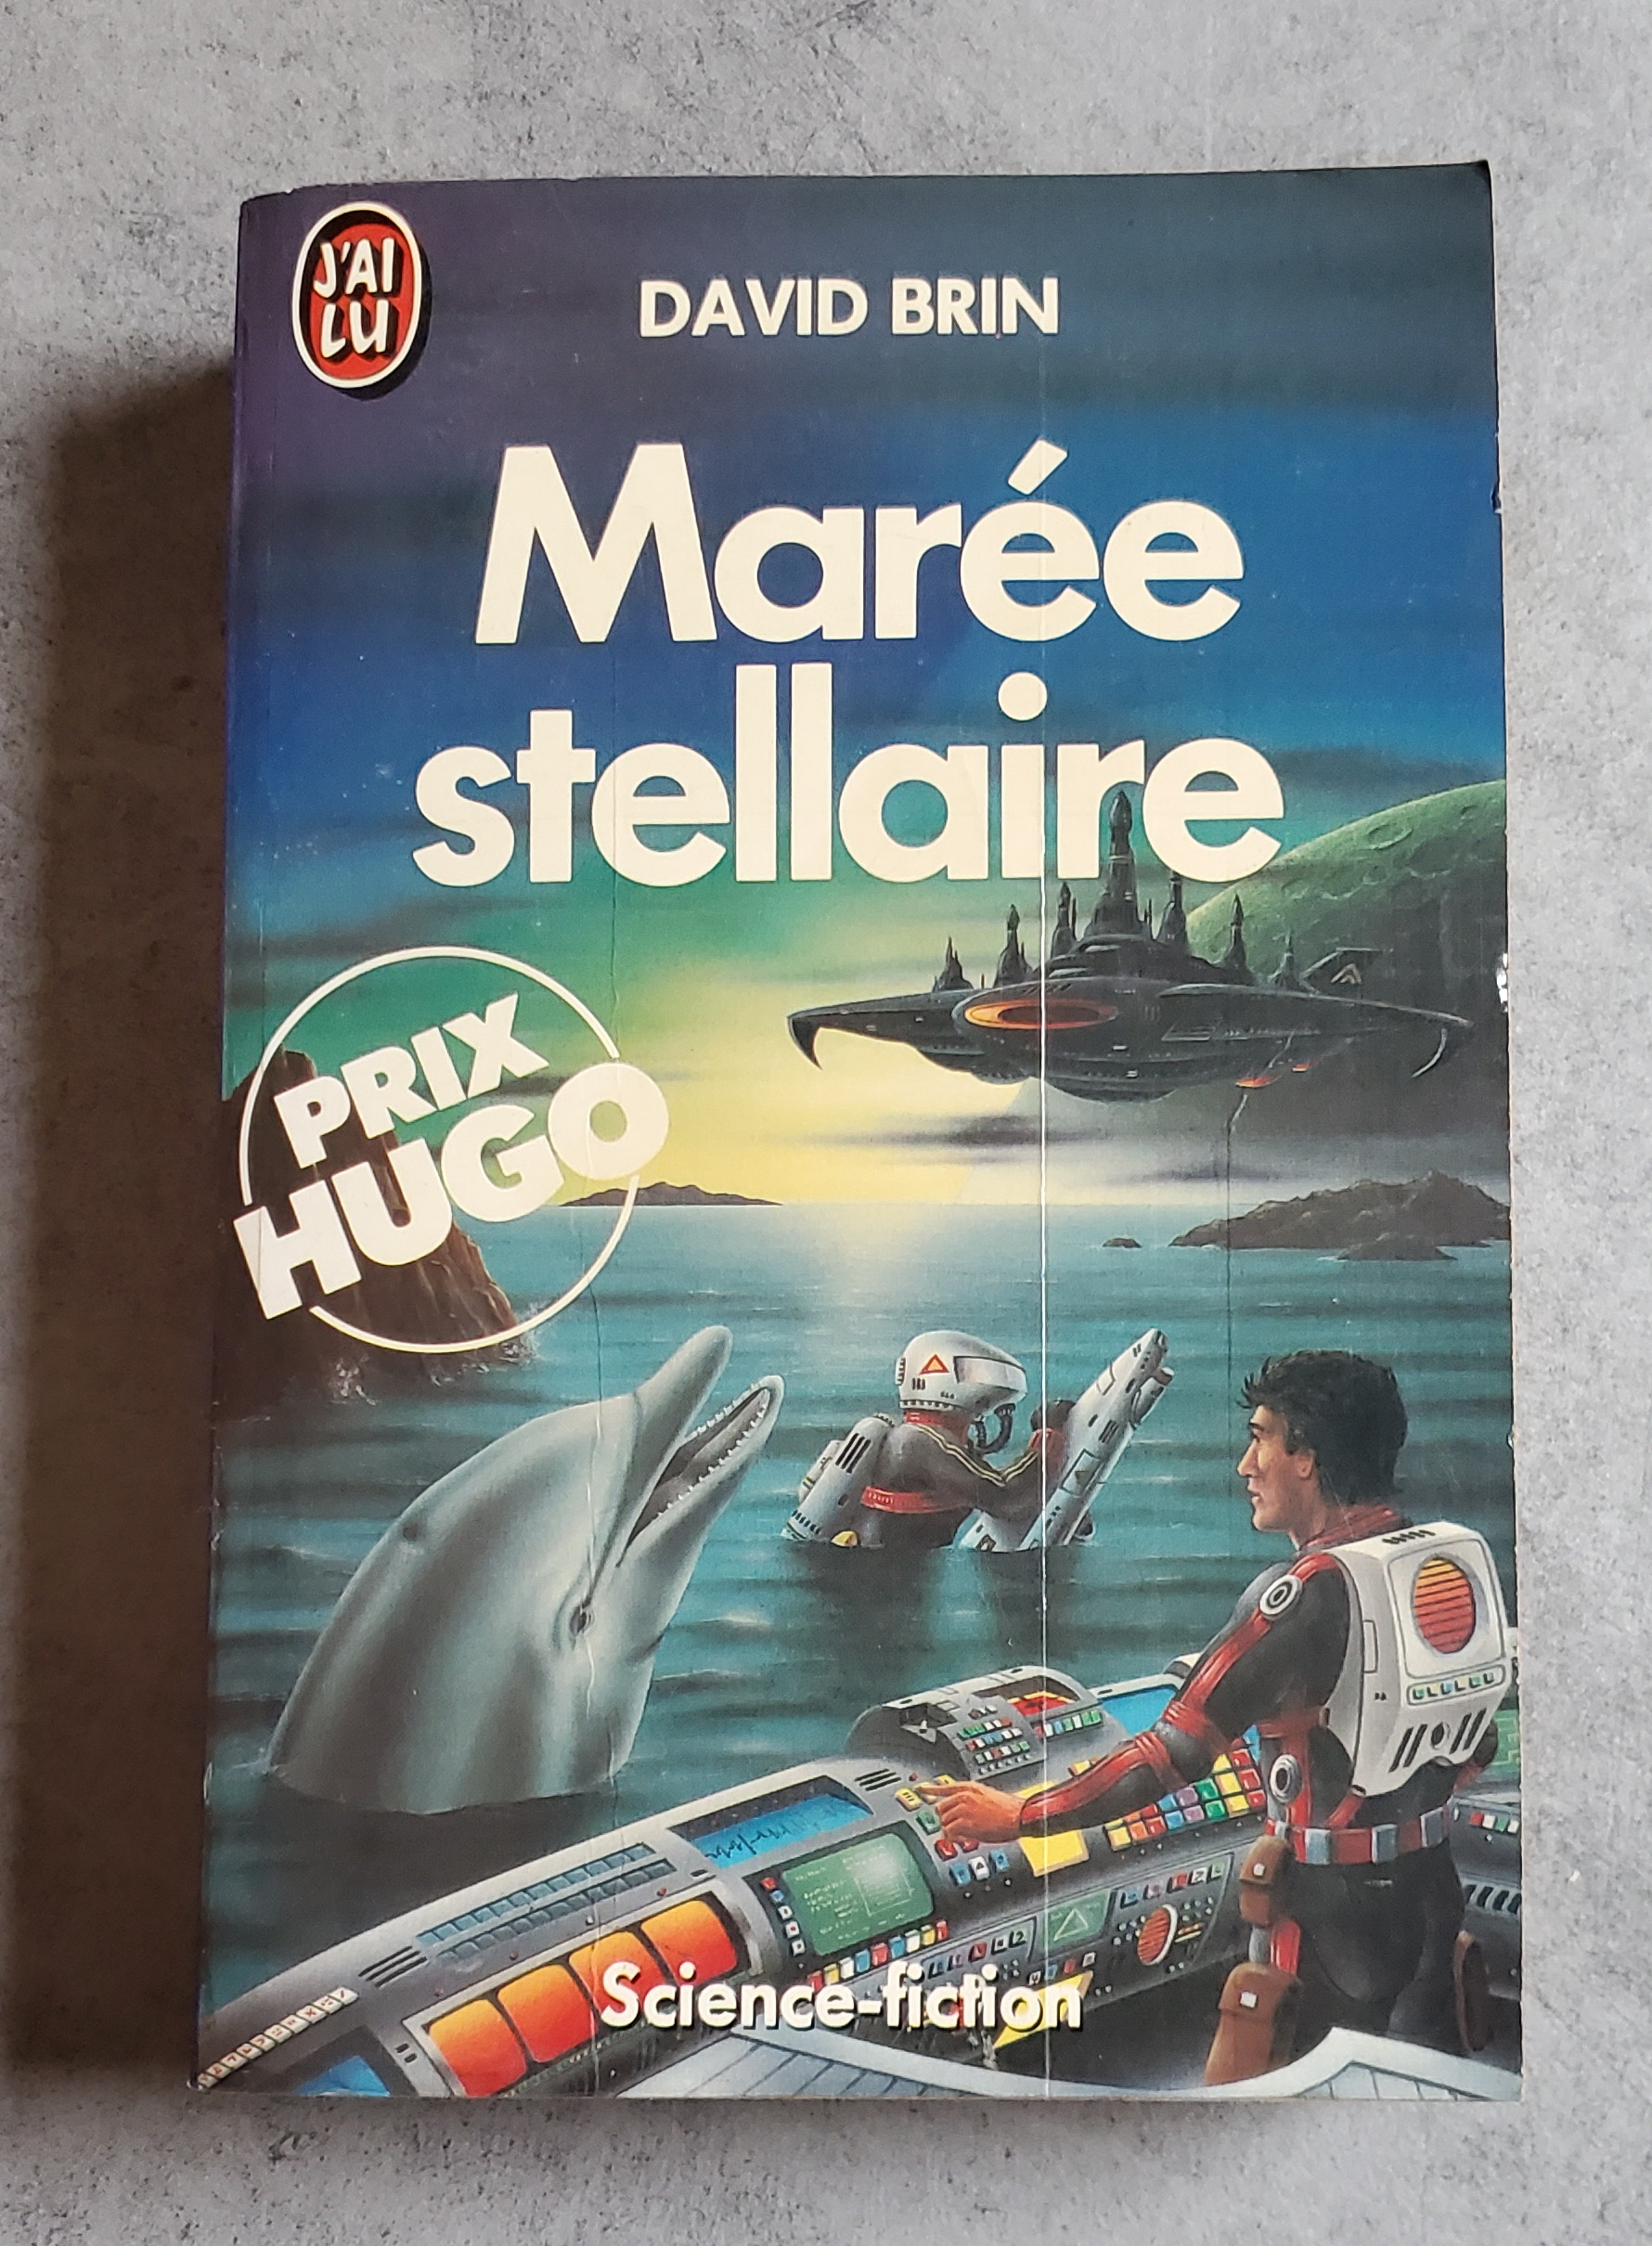 J'AI
LU
DAVID BRIN
Marée
stellaire
PRIX
HUGO
Science-fiction